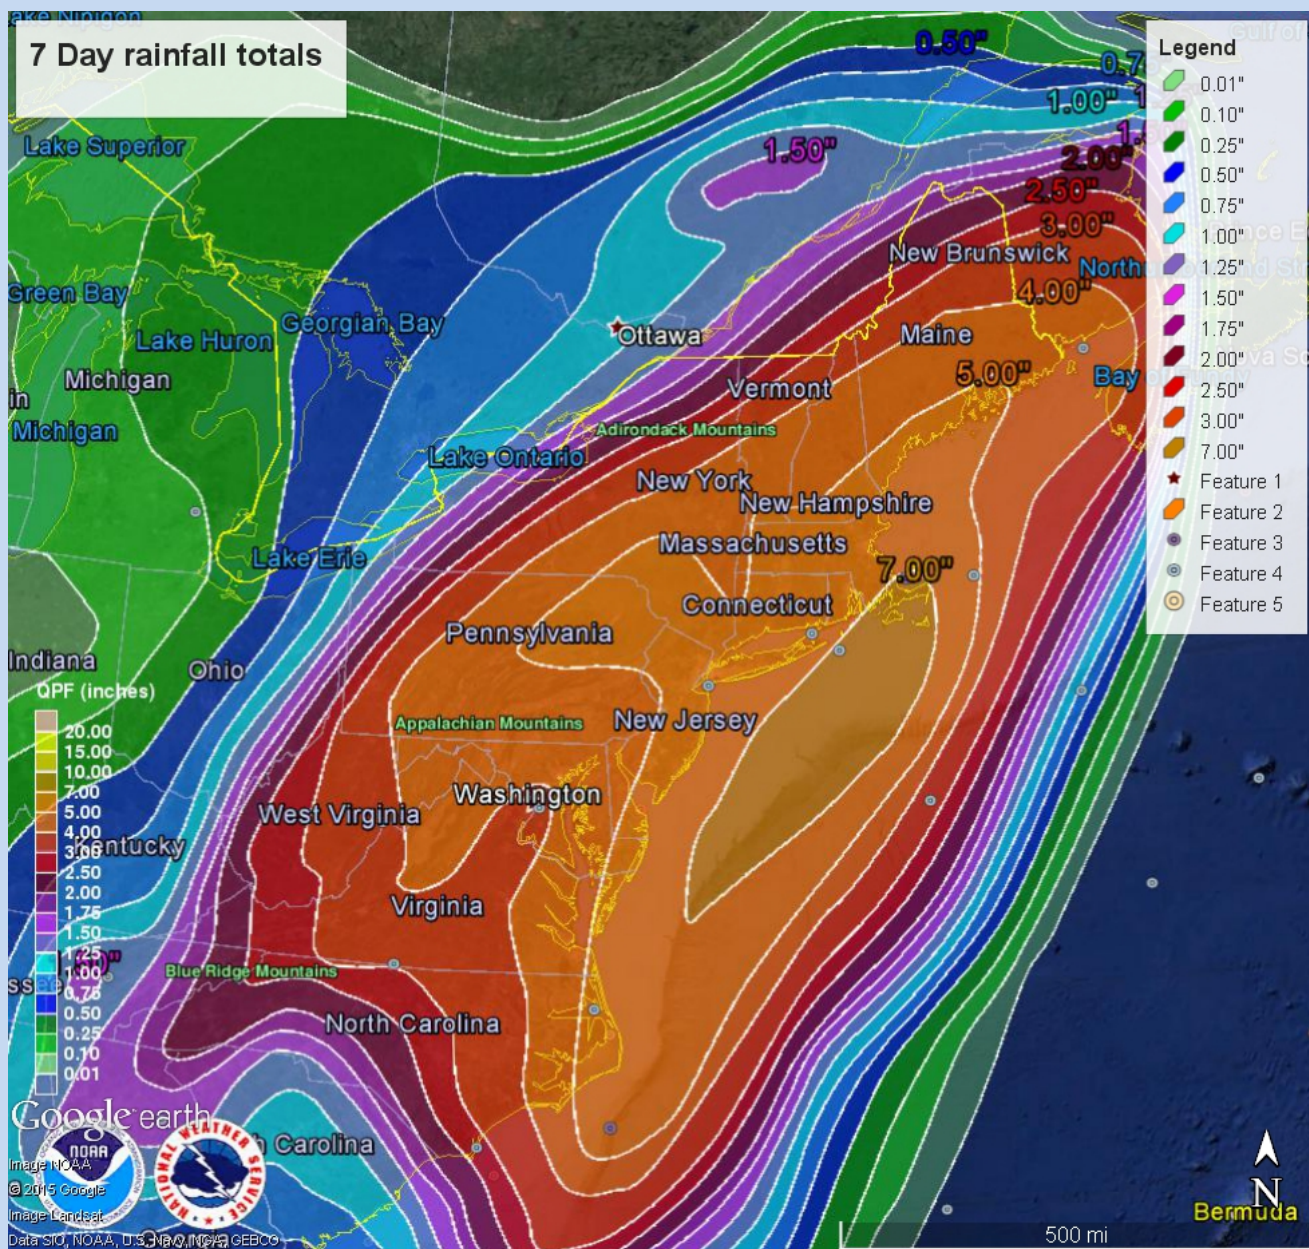 7 Day rainfall totals
0.50"
0.7
1.00"
1.50"
2.00"
2.50"
3.00"
4.00"
5.00"
7.00"
Lake Superior
Green Bay
Lake Huron
Georgian Bay
Michigan
in
Michigan
Ottawa
New Brunswick
Maine
Vermont
Adirondack Mountains
Lake Ontario
New York
New Hampshire
Massachusetts
Lake Erie
Connecticut
Pennsylvania
Indiana
Ohio
New Jersey
Appalachian Mountains
Washington
West Virginia
Kentucky
Virginia
Blue Ridge Mountains
North Carolina
h Carolina
Bermuda
Legend
0.01"
0.10"
0.25"
0.50"
0.75"
1.00"
1.25"
1.50"
1.75"
2.00"
2.50"
3.00"
7.00"
Feature 1
Feature 2
Feature 3
Feature 4
Feature 5
QPF (inches)
20.00
15.00
10.00
7.00
5.00
4.00
3.00
2.50
2.00
1.75
1.50
1.25
1.00
0.75
0.50
0.25
0.10
0.01
Google earth
NOAA
NATIONAL WEATHER SERVICE
Image NOAA
© 2015 Google
Image Landsat
Data SIO, NOAA, U.S. Navy, NGA, GEBCO
N
500 mi